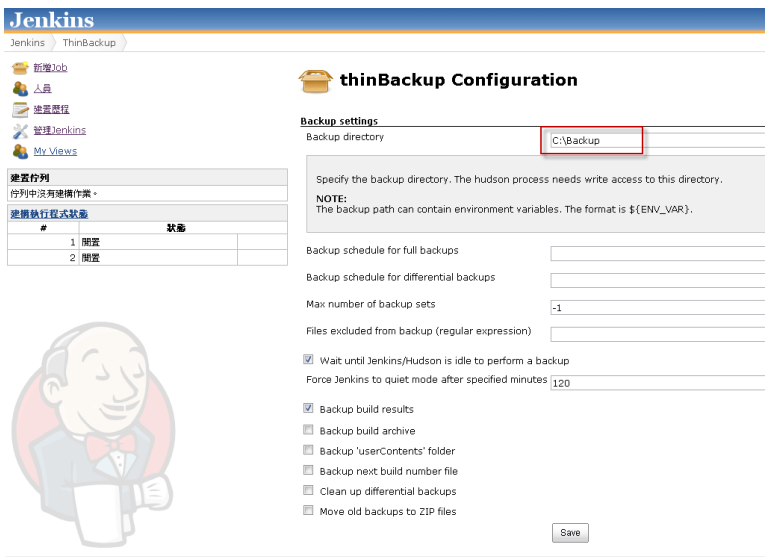 Jenkins
Jenkins
ThinBackup
新增Job
人員
建置歷程
管理Jenkins
My Views
建置佇列
佇列中沒有建構作業。
建構執行程式狀態
# 狀態
1 閒置
2 閒置
thinBackup Configuration
Backup settings
Backup directory C:\Backup
Specify the backup directory. The hudson process needs write access to this directory.
NOTE:
The backup path can contain environment variables. The format is ${ENV_VAR}.
Backup schedule for full backups
Backup schedule for differential backups
Max number of backup sets -1
Files excluded from backup (regular expression)
Wait until Jenkins/Hudson is idle to perform a backup
Force Jenkins to quiet mode after specified minutes 120
Backup build results
Backup build archive
Backup 'userContents' folder
Backup next build number file
Clean up differential backups
Move old backups to ZIP files
Save